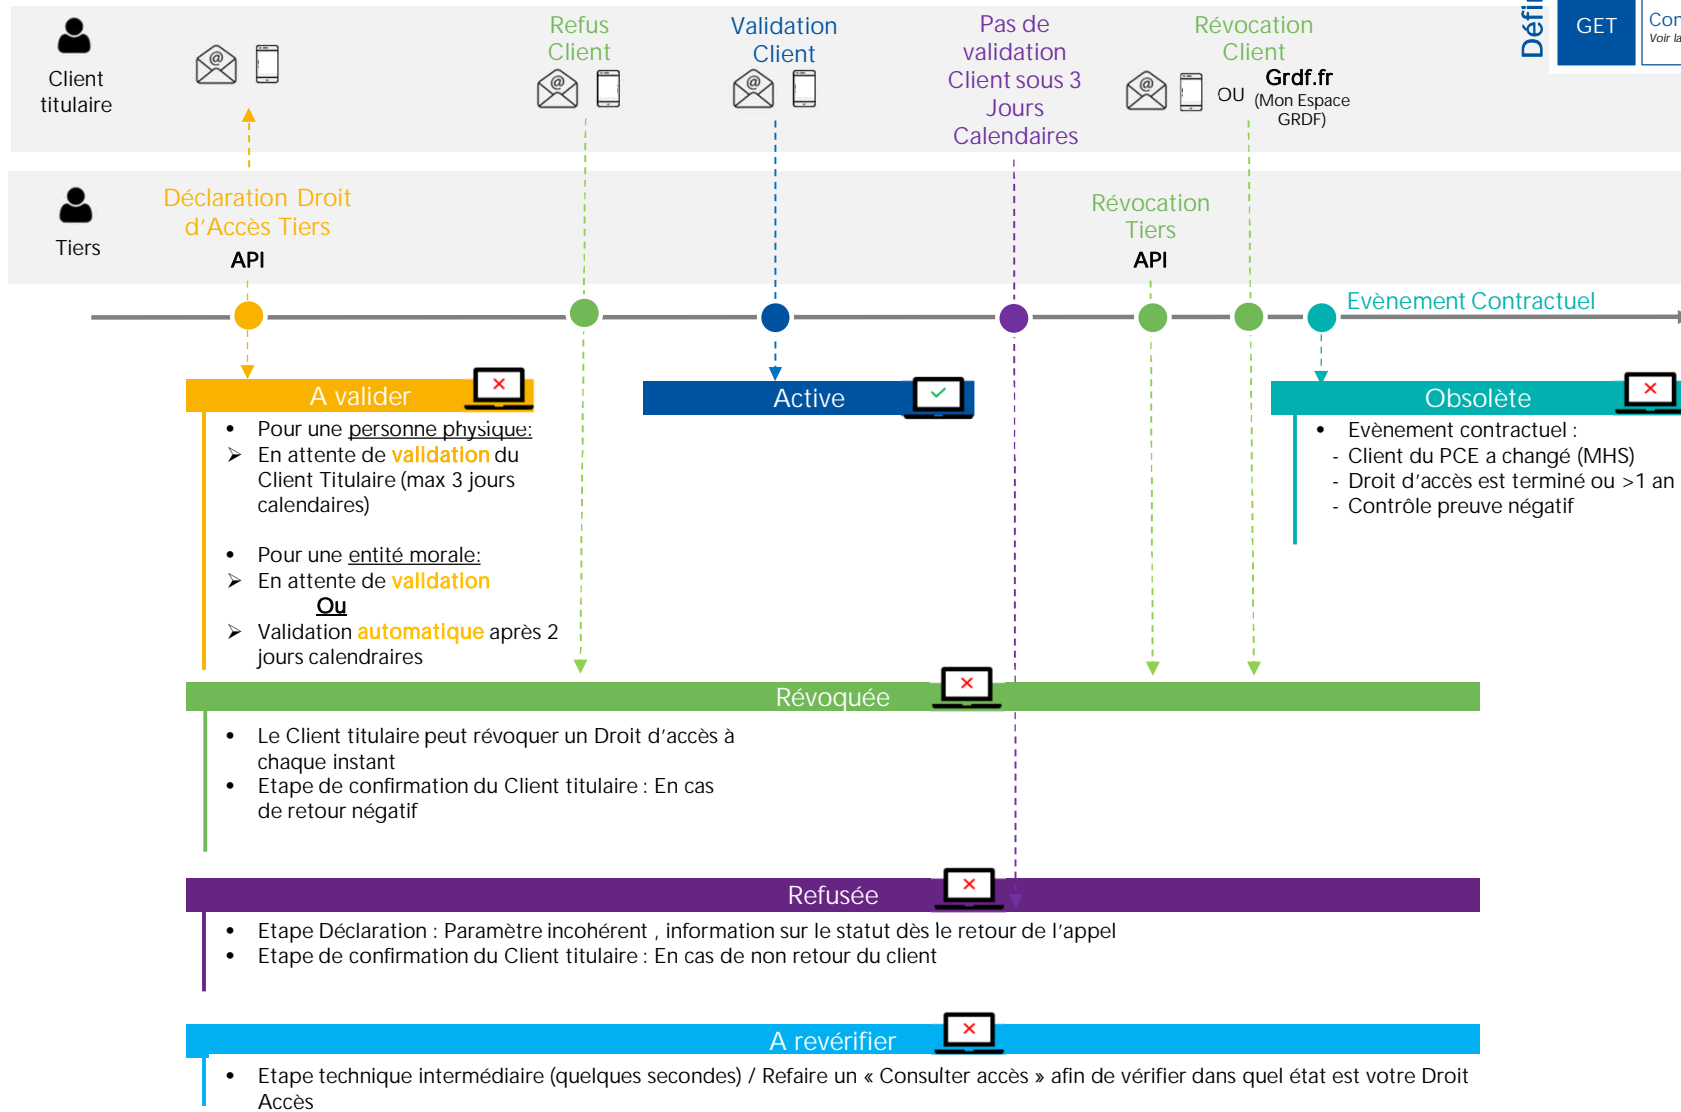 Client
titulaire
Refus
Client
Validation
Client
Pas de
validation
Client sous 3
Jours
Calendaires
Révocation
Client
OU
Grdf.fr
(Mon Espace
GRDF)
GET
Tiers
Déclaration Droit
d'Accès Tiers
API
Révocation
Tiers
API
Evènement Contractuel
A valider
• Pour une personne physique:
➢ En attente de validation du
Client Titulaire (max 3 jours
calendaires)
• Pour une entité morale:
➢ En attente de validation
Ou
➢ Validation automatique après 2
jours calendraires
Active
Obsolète
• Evènement contractuel :
- Client du PCE a changé (MHS)
- Droit d'accès est terminé ou >1 an
- Contrôle preuve négatif
Révoquée
• Le Client titulaire peut révoquer un Droit d'accès à
chaque instant
• Etape de confirmation du Client titulaire : En cas
de retour négatif
Refusée
• Etape Déclaration : Paramètre incohérent , information sur le statut dès le retour de l'appel
• Etape de confirmation du Client titulaire : En cas de non retour du client
A revérifier
• Etape technique intermédiaire (quelques secondes) / Refaire un « Consulter accès » afin de vérifier dans quel état est votre Droit
Accès